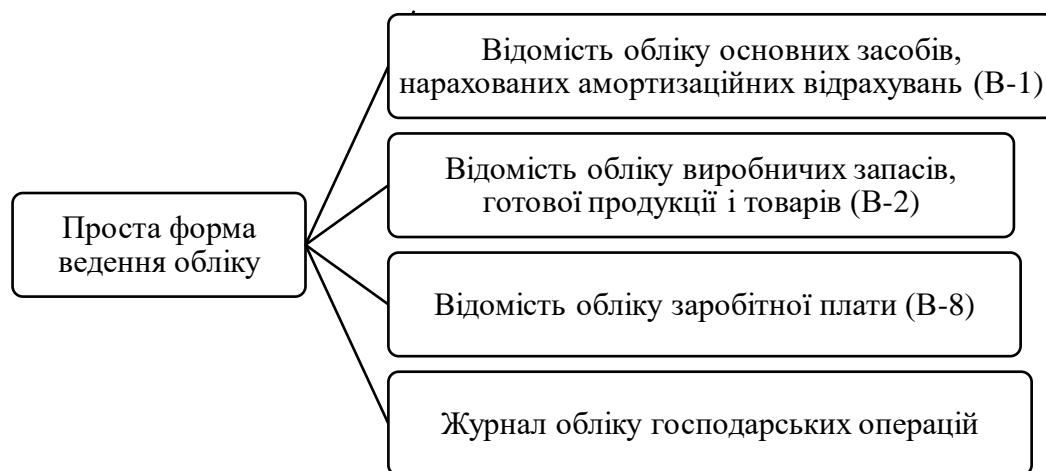 Відомість обліку основних засобів,
нарахованих амортизаційних відрахувань (В-1)
Відомість обліку виробничих запасів,
готової продукції і товарів (В-2)
Проста форма
ведення обліку
Відомість обліку заробітної плати (В-8)
Журнал обліку господарських операцій